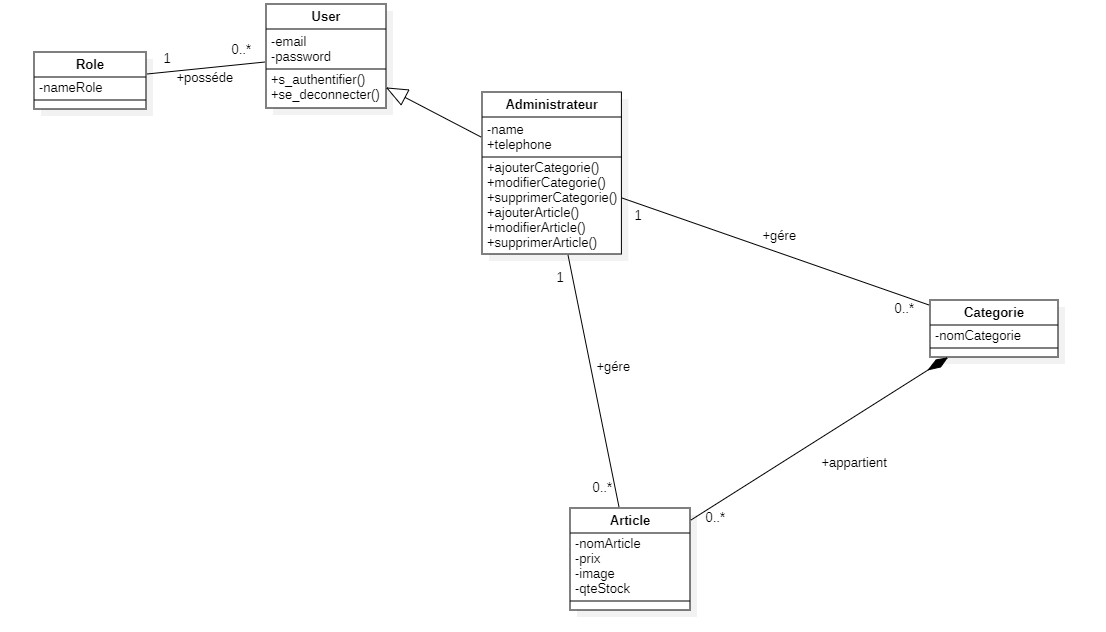 User
-email
-password
+s_authentifier()
+se_deconnecter()
Role
-nameRole
1
0..*
+posséde
Administrateur
-name
+telephone
+ajouterCategorie()
+modifierCategorie()
+supprimerCategorie()
+ajouterArticle()
+modifierArticle()
+supprimerArticle()
1
+gére
0..*
Categorie
-nomCategorie
1
+gére
0..*
+appartient
0..*
Article
-nomArticle
-prix
-image
-qteStock